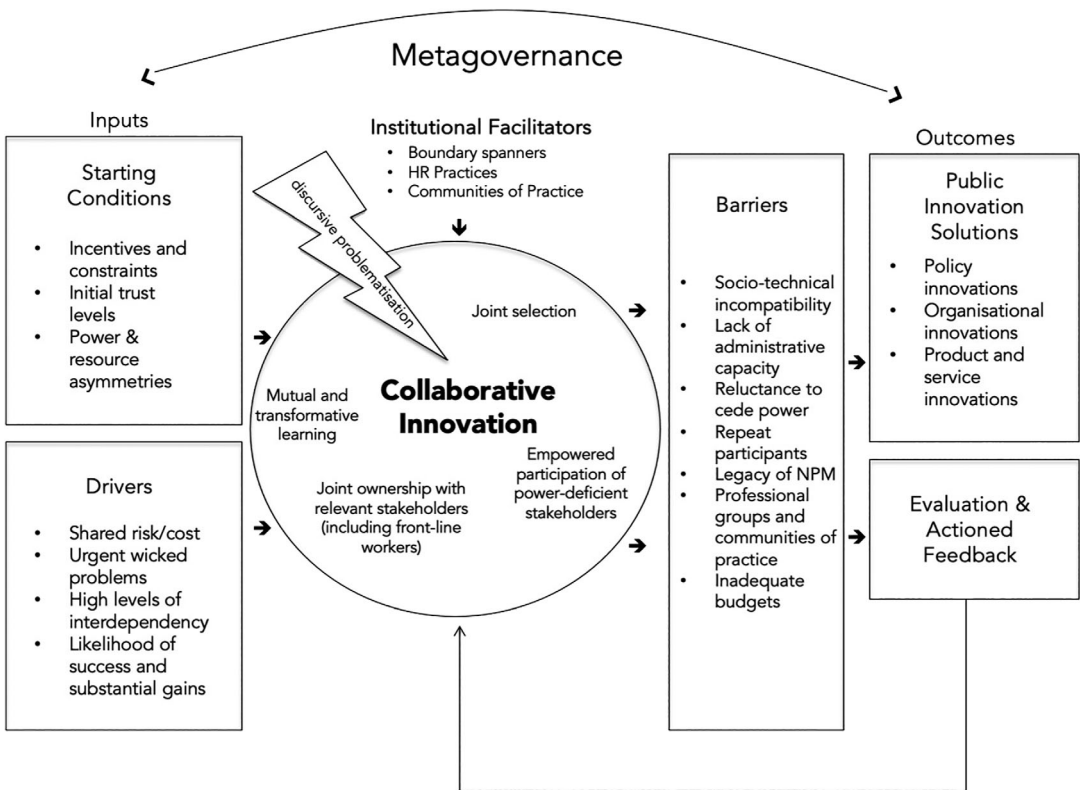 Metagovernance
Inputs
Starting
Conditions
• Incentives and
constraints
• Initial trust
levels
• Power &
resource
asymmetries
Drivers
• Shared risk/cost
• Urgent wicked
problems
• High levels of
interdependency
• Likelihood of
success and
substantial gains
Institutional Facilitators
• Boundary spanners
• HR Practices
• Communities of Practice
discursive problematisation
Joint selection
Collaborative
Innovation
Mutual and
transformative
learning
Joint ownership with
relevant stakeholders
(including front-line
workers)
Empowered
participation of
power-deficient
stakeholders
Barriers
• Socio-technical
incompatibility
• Lack of
administrative
capacity
• Reluctance to
cede power
• Repeat
participants
• Legacy of NPM
• Professional
groups and
communities of
practice
• Inadequate
budgets
Outcomes
Public
Innovation
Solutions
• Policy
innovations
• Organisational
innovations
• Product and
service
innovations
Evaluation &
Actioned
Feedback